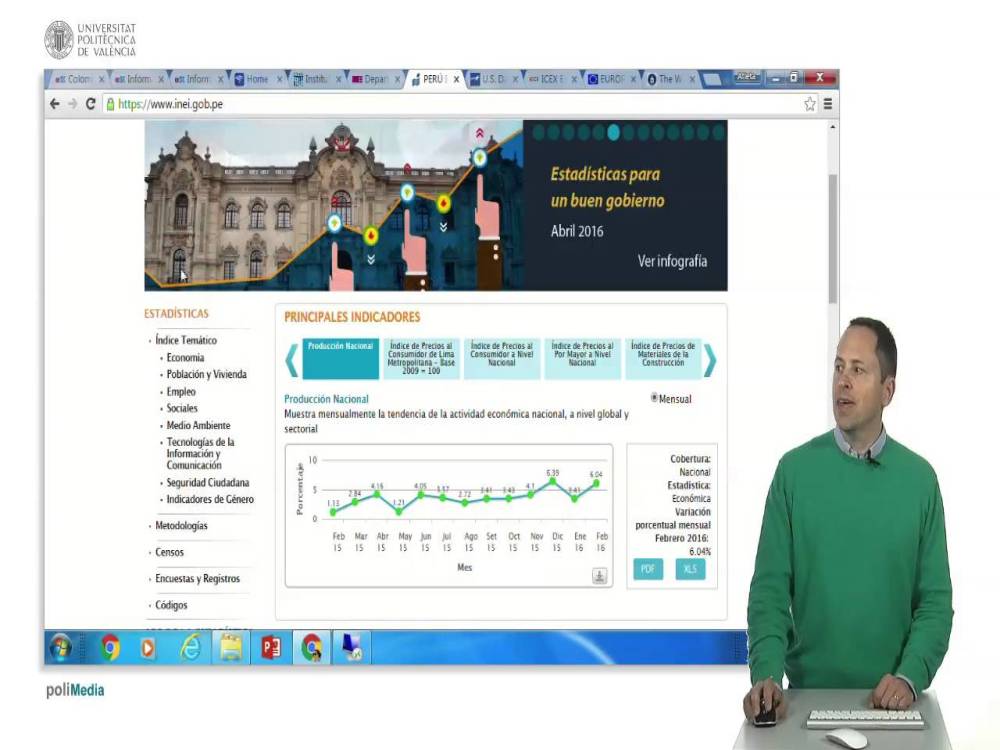 UNIVERSITAT
POLITÈCNICA
DE VALÈNCIA
Colom
Inform
Inform
Home
Institu
Depar
PERÚ
U.S. D
ICEX E
EUROP
The W
https://www.inei.gob.pe
Estadísticas para
un buen gobierno
Abril 2016
Ver infografía
ESTADÍSTICAS
Índice Temático
Economia
Población y Vivienda
Empleo
Sociales
Medio Ambiente
Tecnologías de la
Información y
Comunicación
Seguridad Ciudadana
Indicadores de Género
Metodologías
Censos
Encuestas y Registros
Códigos
PRINCIPALES INDICADORES
Producción Nacional
Índice de Precios al
Consumidor de Lima
Metropolitana - Base
2009 = 100
Índice de Precios al
Consumidor a Nivel
Nacional
Índice de Precios al
Por Mayor a Nivel
Nacional
Índice de Precios de
Materiales de la
Construcción
Producción Nacional
Mensual
Muestra mensualmente la tendencia de la actividad económica nacional, a nivel global y
sectorial
Porcentaje
10
5
0
1.13 2.84 4.16 1.21 4.05 3.57 2.72 3.41 3.43 4.1 6.39 3.41 6.04
Feb Mar Abr May Jun Jul Ago Set Oct Nov Dic Ene Feb
15 15 15 15 15 15 15 15 15 15 15 16 16
Mes
Cobertura:
Nacional
Estadística:
Económica
Variación
porcentual mensual
Febrero 2016:
6.04%
PDF
XLS
poliMedia